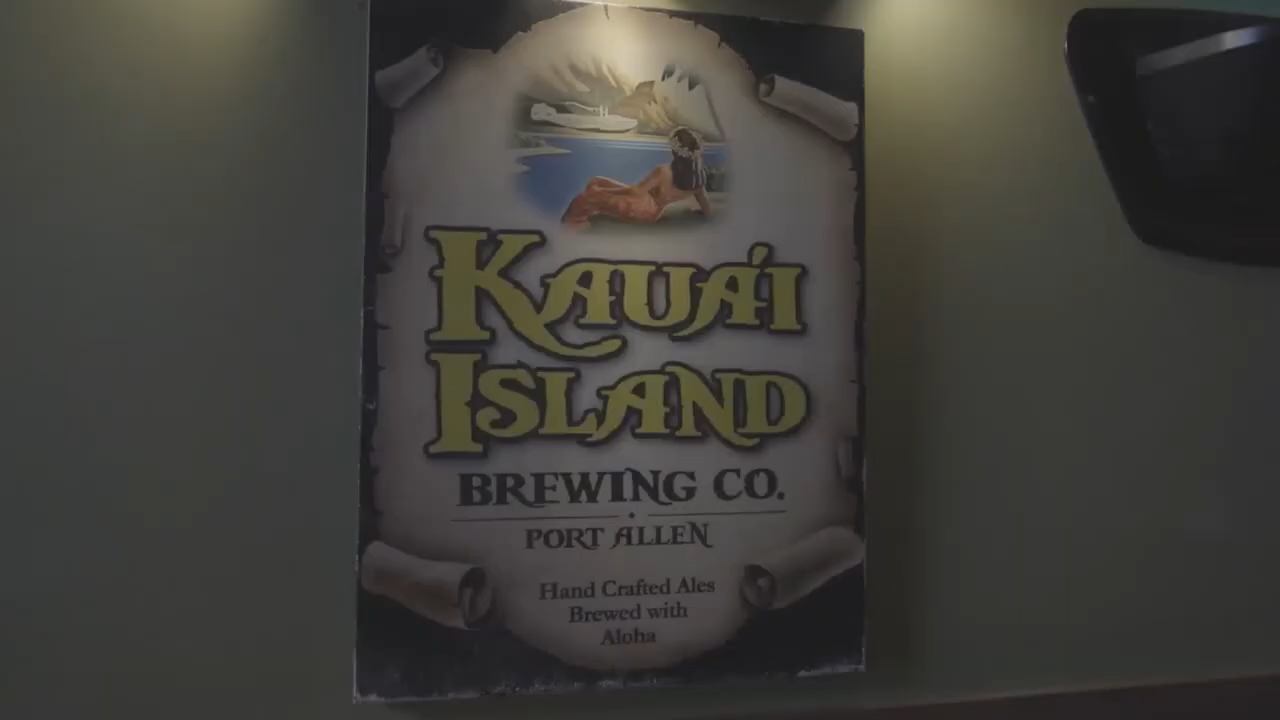 KAUA'I
ISLAND
BREWING CO.
PORT ALLEN
Hand Crafted Ales
Brewed with
Aloha